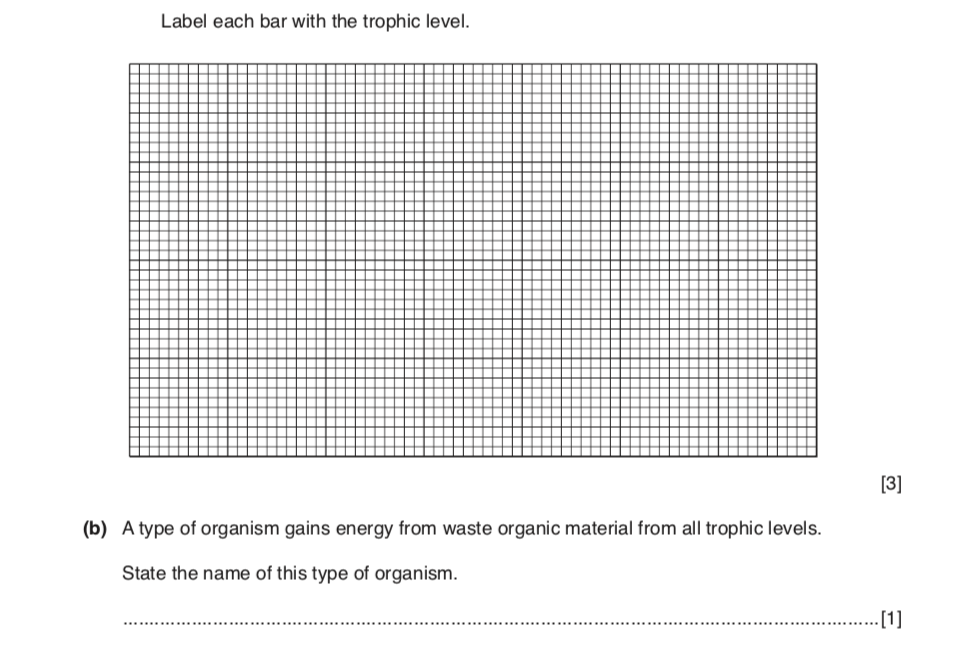 Label each bar with the trophic level.
[3]
(b) A type of organism gains energy from waste organic material from all trophic levels.
State the name of this type of organism.
[1]